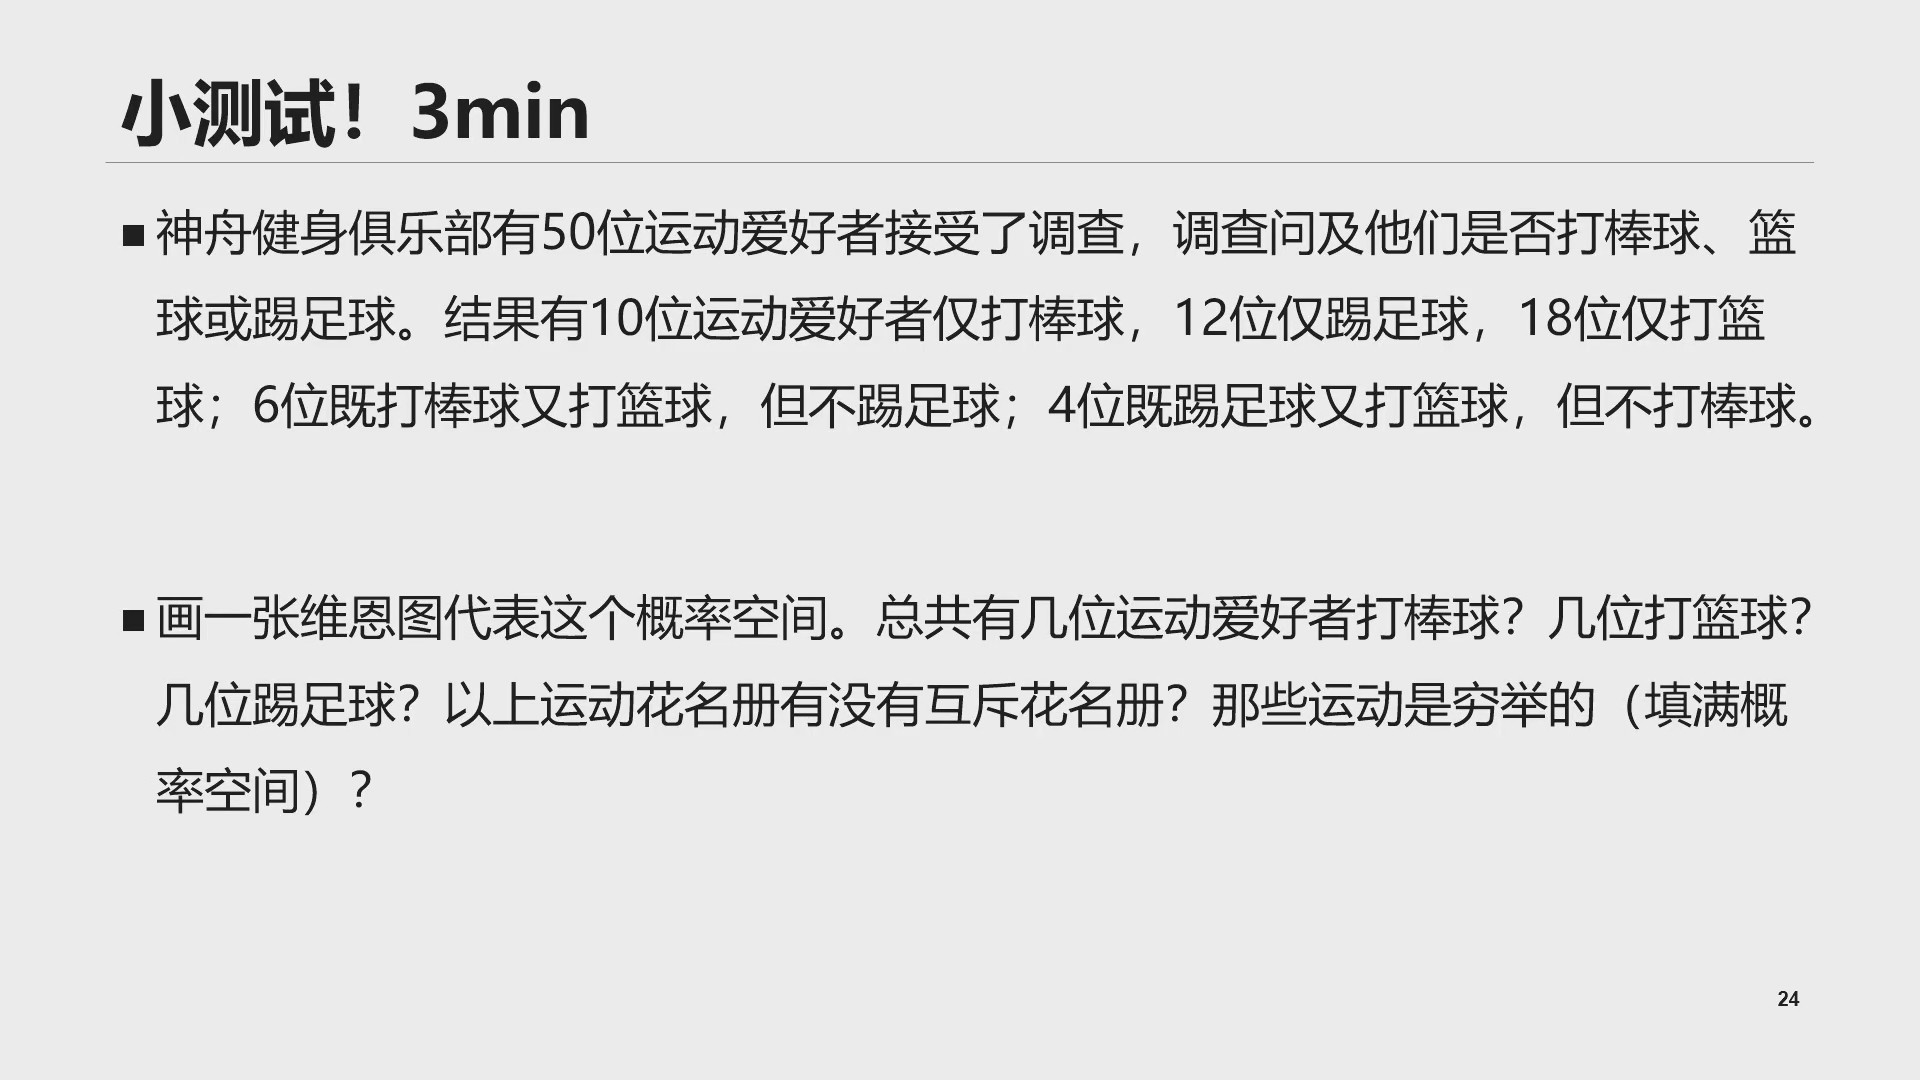 小测试！3min
■神舟健身俱乐部有50位运动爱好者接受了调查，调查问及他们是否打棒球、篮
球或踢足球。结果有10位运动爱好者仅打棒球，12位仅踢足球，18位仅打篮
球；6位既打棒球又打篮球，但不踢足球；4位既踢足球又打篮球，但不打棒球。
■画一张维恩图代表这个概率空间。总共有几位运动爱好者打棒球？几位打篮球？
几位踢足球？以上运动花名册有没有互斥花名册？那些运动是穷举的（填满概
率空间）？
24